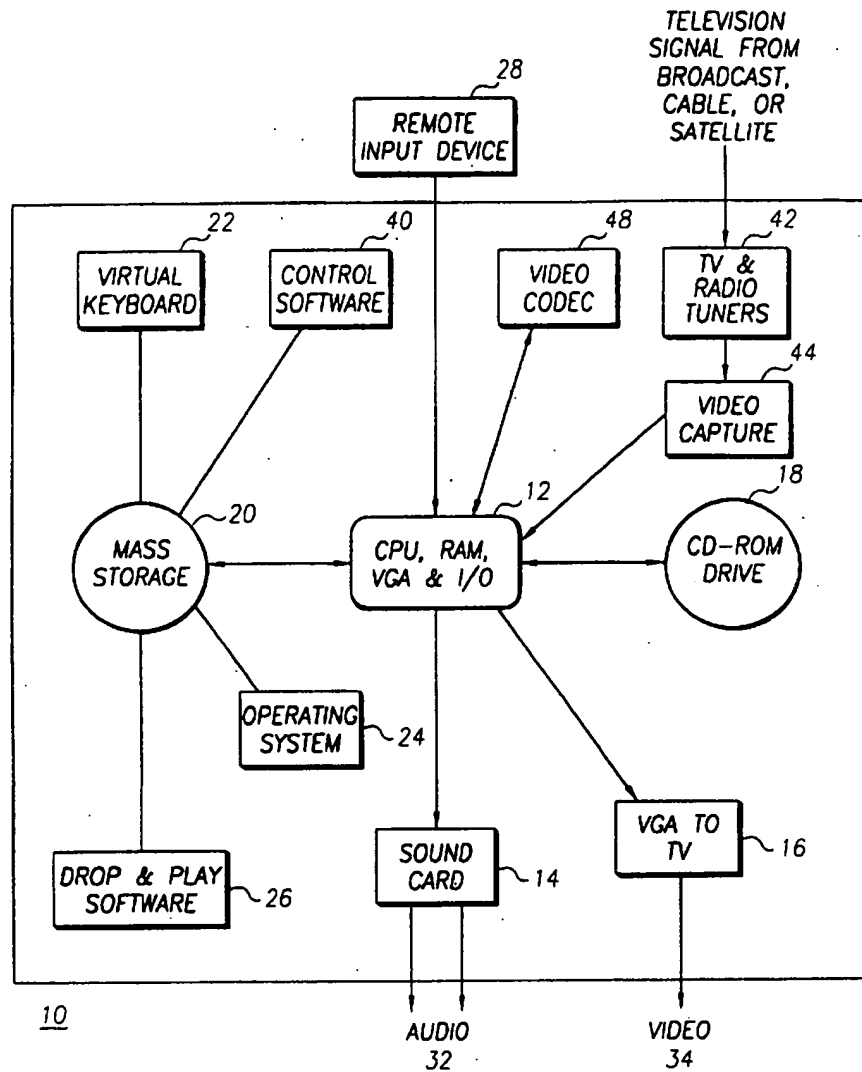 TELEVISION
SIGNAL FROM
BROADCAST,
CABLE, OR
SATELLITE
28
REMOTE
INPUT DEVICE
22
VIRTUAL
KEYBOARD
40
CONTROL
SOFTWARE
48
VIDEO
CODEC
42
TV &
RADIO
TUNERS
44
VIDEO
CAPTURE
20
MASS
STORAGE
12
CPU, RAM,
VGA & I/O
18
CD-ROM
DRIVE
OPERATING
SYSTEM
24
DROP & PLAY
SOFTWARE
26
SOUND
CARD
14
VGA TO
TV
16
10
AUDIO
32
VIDEO
34